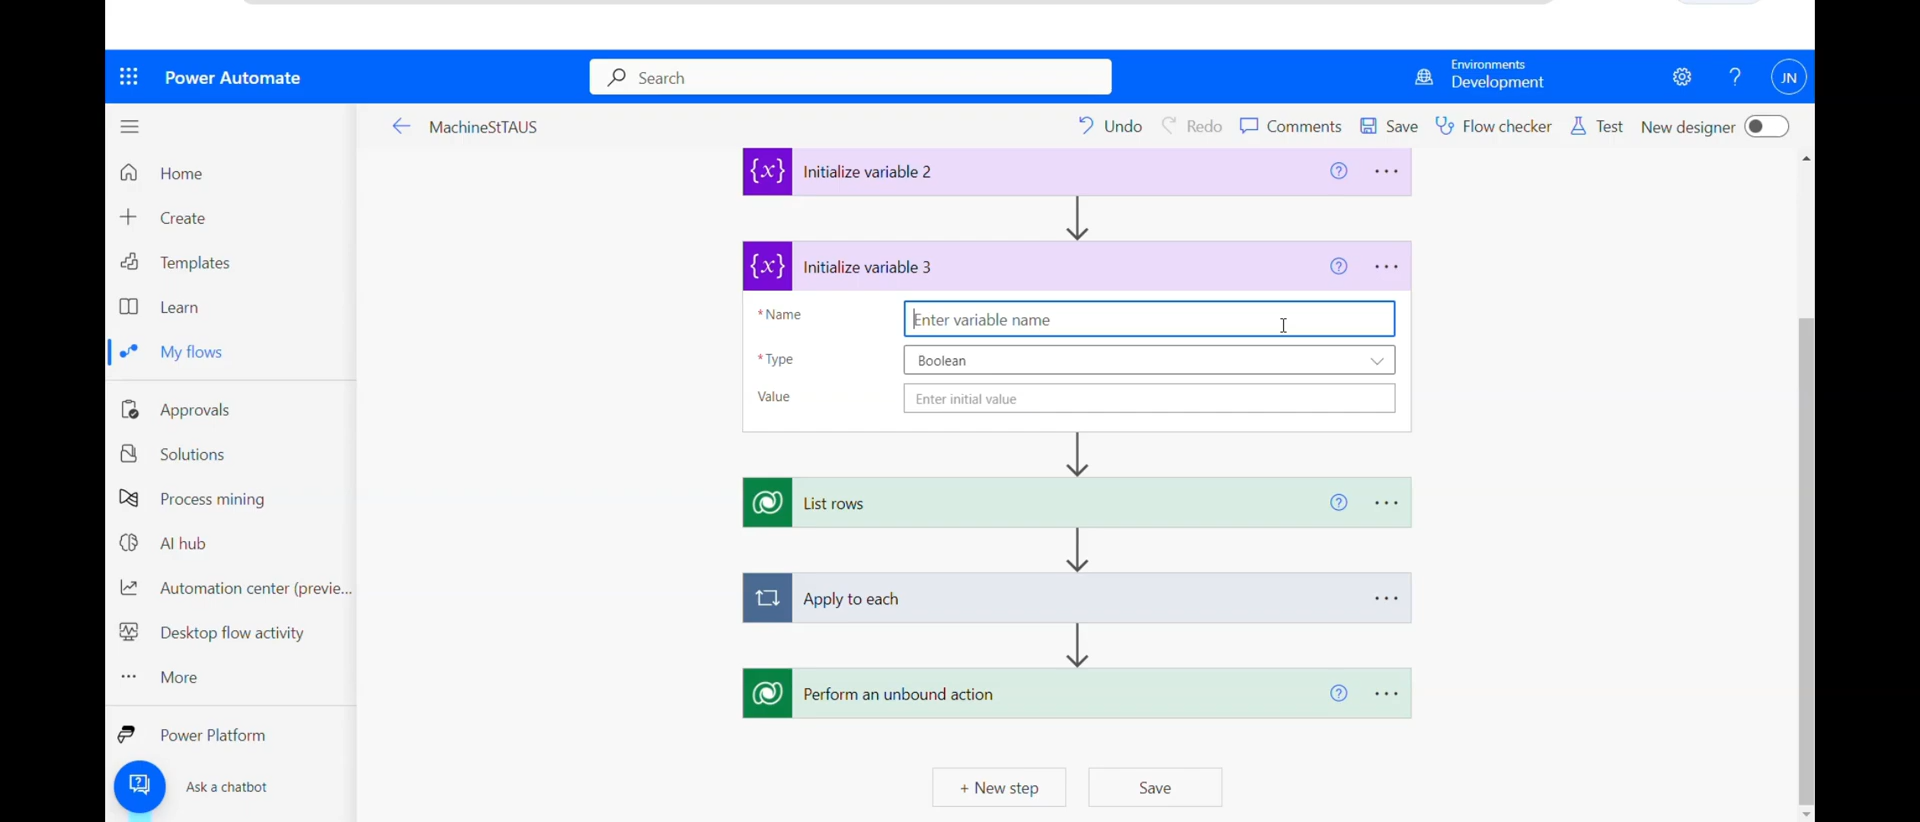 Power Automate
Search
Environments
Development
JN
MachineStTAUS
Undo
Redo
Comments
Save
Flow checker
Test
New designer
Home
Create
Templates
Learn
My flows
Approvals
Solutions
Process mining
AI hub
Automation center (previe...
Desktop flow activity
More
Power Platform
Ask a chatbot
{x} Initialize variable 2
{x} Initialize variable 3
* Name
Enter variable name
* Type
Boolean
Value
Enter initial value
List rows
Apply to each
Perform an unbound action
+ New step
Save